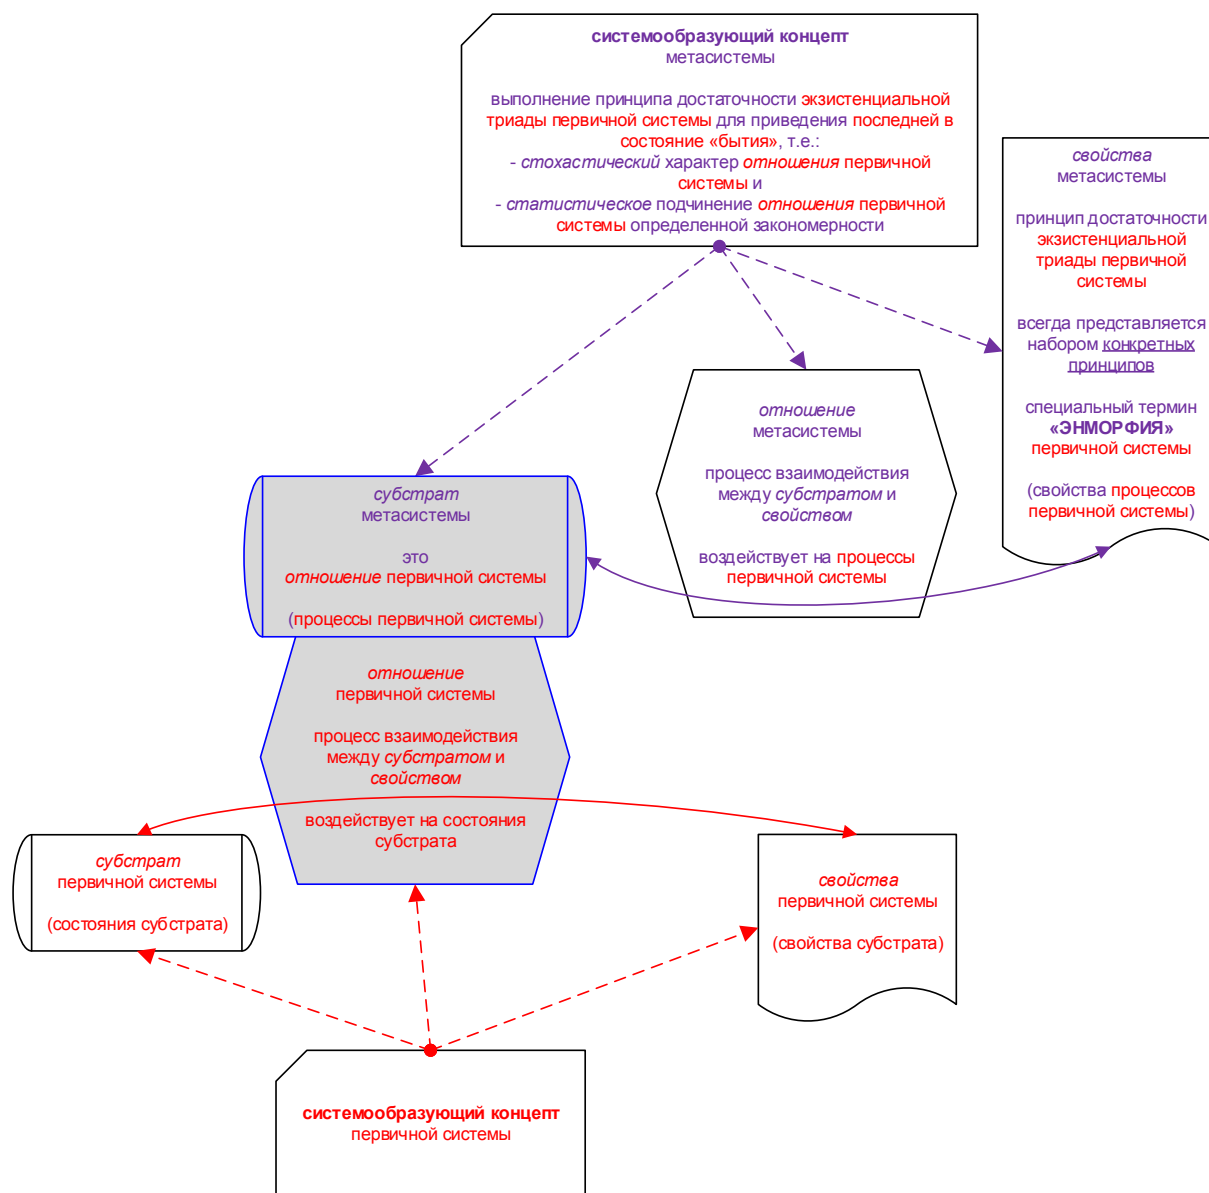 системообразующий концепт
метасистемы
выполнение принципа достаточности экзистенциальной
триады первичной системы для приведения последней в
состояние «бытия», т.е.:
- стохастический характер отношения первичной
системы и
- статистическое подчинение отношения первичной
системы определенной закономерности
свойства
метасистемы
принцип достаточности
экзистенциальной
триады первичной
системы
всегда представляется
набором конкретных
принципов
специальный термин
«ЭНМОРФИЯ»
первичной системы
(свойства процессов
первичной системы)
отношение
метасистемы
процесс взаимодействия
между субстратом и
свойством
воздействует на процессы
первичной системы
субстрат
метасистемы
это
отношение первичной системы
(процессы первичной системы)
отношение
первичной системы
процесс взаимодействия
между субстратом и
свойством
воздействует на состояния
субстрата
субстрат
первичной системы
(состояния субстрата)
свойства
первичной системы
(свойства субстрата)
системообразующий концепт
первичной системы